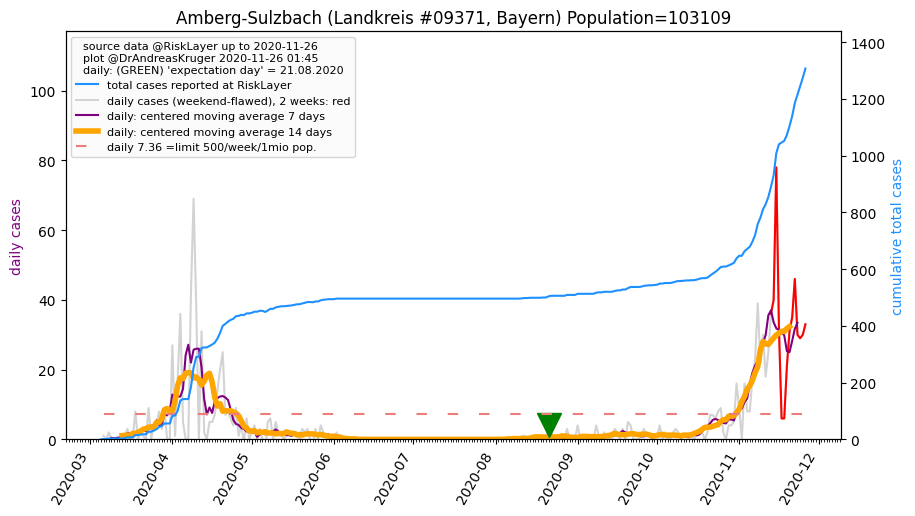 Amberg-Sulzbach (Landkreis #09371, Bayern) Population=103109
source data @RiskLayer up to 2020-11-26
plot @DrAndreasKruger 2020-11-26 01:45
daily: (GREEN) 'expectation day' = 21.08.2020
total cases reported at RiskLayer
daily cases (weekend-flawed), 2 weeks: red
daily: centered moving average 7 days
daily: centered moving average 14 days
daily 7.36 =limit 500/week/1mio pop.
daily cases
100
80
60
40
20
0
cumulative total cases
1400
1200
1000
800
600
400
200
0
2020-03
2020-04
2020-05
2020-06
2020-07
2020-08
2020-09
2020-10
2020-11
2020-12